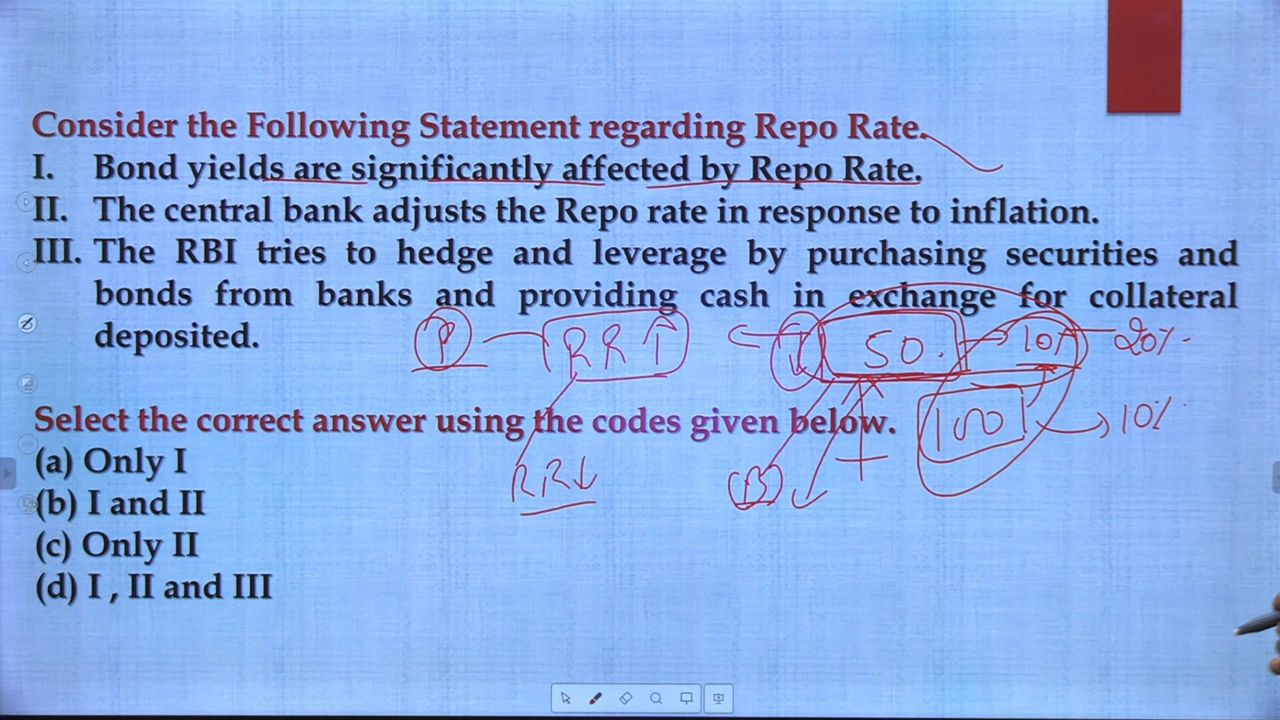 Consider the Following Statement regarding Repo Rate.
I. Bond yields are significantly affected by Repo Rate.
II. The central bank adjusts the Repo rate in response to inflation.
III. The RBI tries to hedge and leverage by purchasing securities and
bonds from banks and providing cash in exchange for collateral
deposited.
P RR↑ 50. 10% 20%.
100 10%
Select the correct answer using the codes given below.
(a) Only I
RR↓ (B)
(b) I and II
(c) Only II
(d) I , II and III